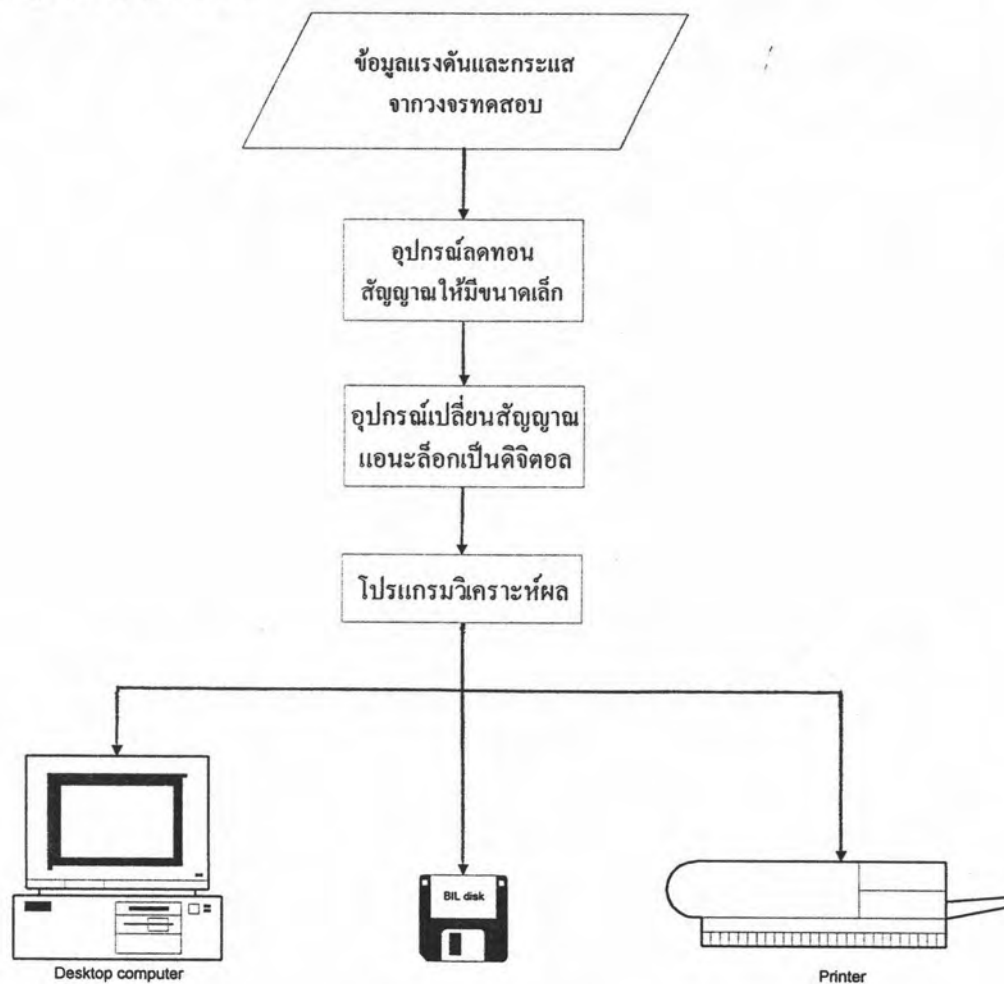 ข้อมูลแรงดันและกระแส
จากวงจรทดสอบ
อุปกรณ์ลดทอน
สัญญาณให้มีขนาดเล็ก
อุปกรณ์เปลี่ยนสัญญาณ
แอนะล็อกเป็นดิจิตอล
โปรแกรมวิเคราะห์ผล
BIL disk
Desktop computer
Printer